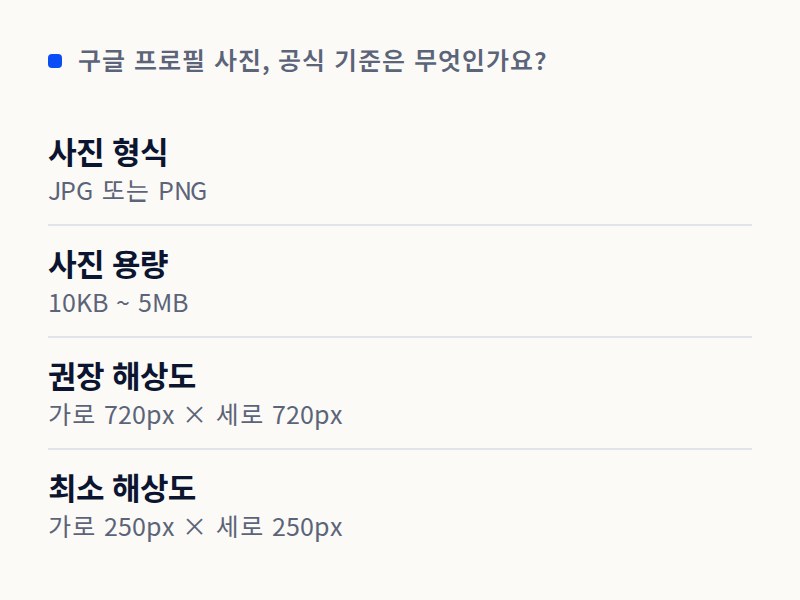 구글 프로필 사진, 공식 기준은 무엇인가요?
사진 형식
JPG 또는 PNG
사진 용량
10KB ~ 5MB
권장 해상도
가로 720px × 세로 720px
최소 해상도
가로 250px × 세로 250px